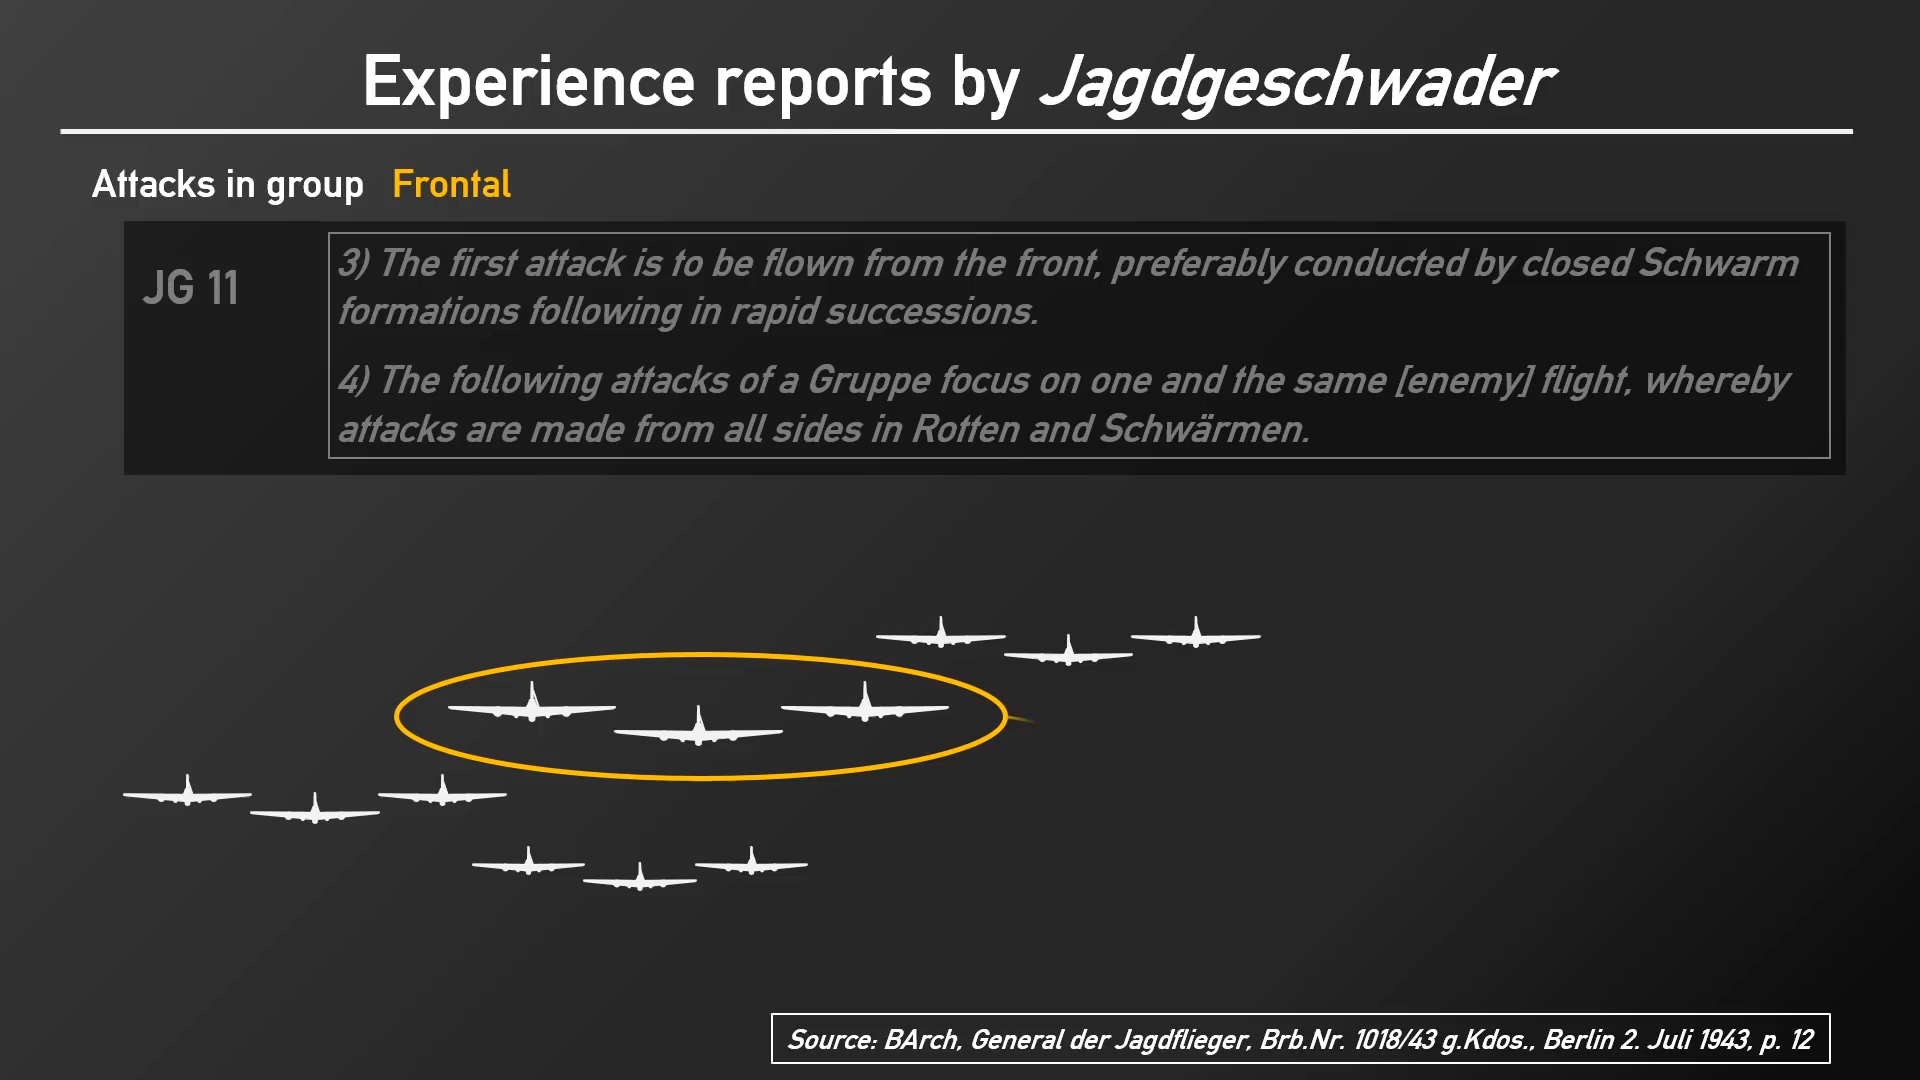 Experience reports by Jagdgeschwader
Attacks in group Frontal
JG 11
3) The first attack is to be flown from the front, preferably conducted by closed Schwarm
formations following in rapid successions.
4) The following attacks of a Gruppe focus on one and the same [enemy] flight, whereby
attacks are made from all sides in Rotten and Schwärmen.
Source: BArch, General der Jagdflieger, Brb.Nr. 1018/43 g.Kdos., Berlin 2. Juli 1943, p. 12